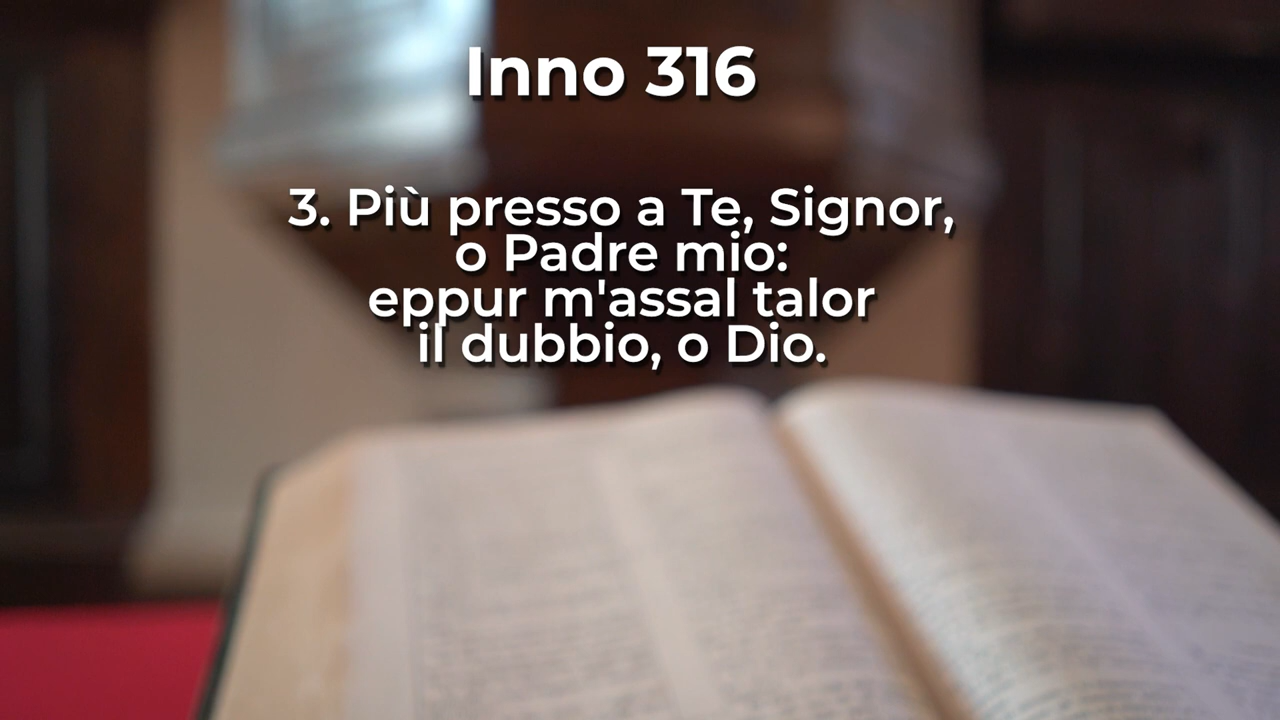 Inno 316
3. Più presso a Te, Signor,
o Padre mio:
eppur m'assal talor
il dubbio, o Dio.